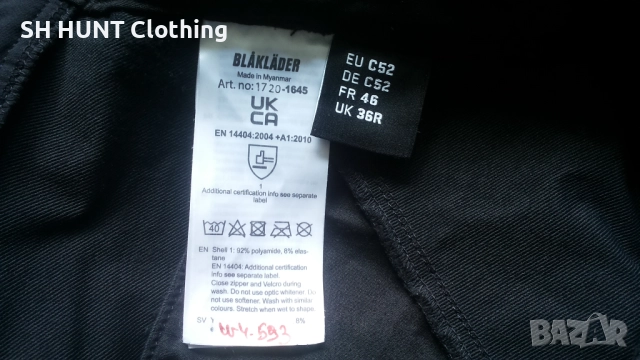 SH HUNT Clothing
BLÅKLÄDER
Made in Myanmar
Art. no: 1720-1645
UK
CA
EN 14404:2004 +A1:2010
1
Additional certification info see separate
label
40
EN Shell 1: 92% polyamide, 8% elas-
tane
EN 14404: Additional certification
info see separate label.
Close zipper and Velcro during
wash. Do not use optic whitener. Do
not use softener. Wash with similar
colours. Stretch when wet to shape.
SV 8%
EU C52
DE C52
FR 46
UK 36R
BAZAR